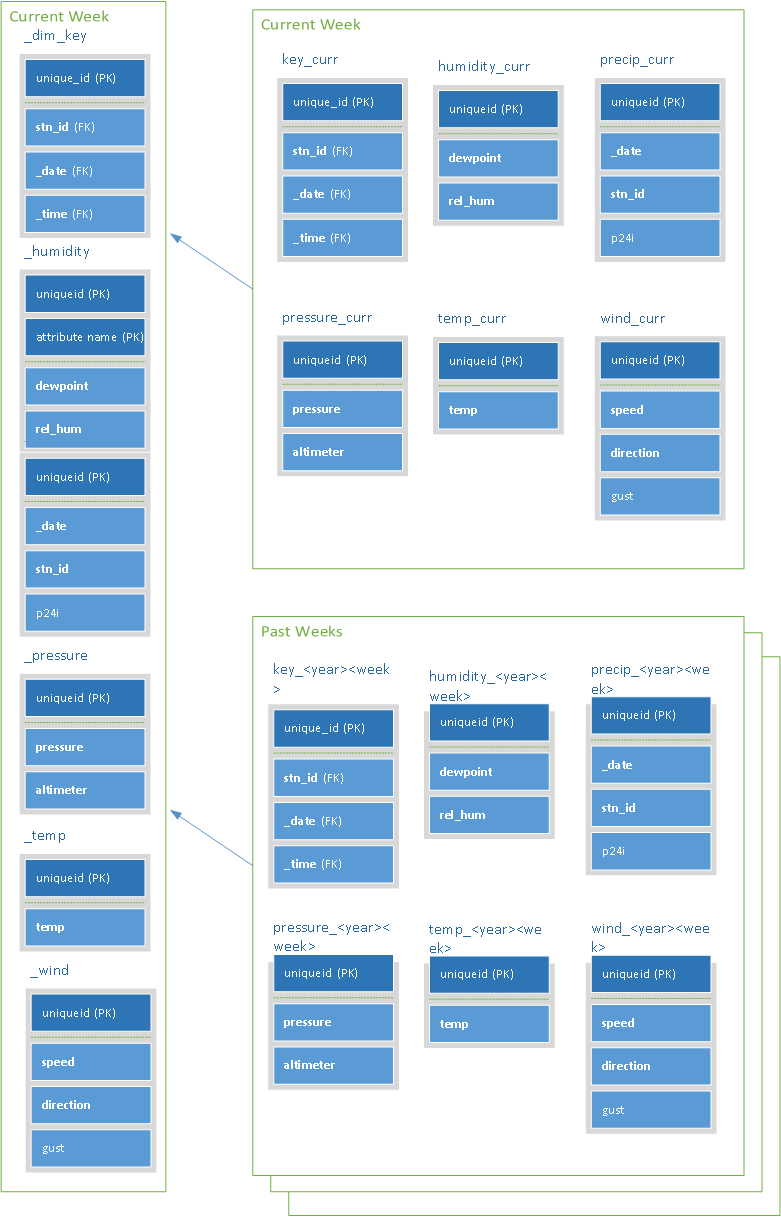 Current Week
_dim_key
unique_id (PK)
stn_id (FK)
_date (FK)
_time (FK)
_humidity
uniqueid (PK)
attribute name (PK)
dewpoint
rel_hum
uniqueid (PK)
_date
stn_id
p24i
_pressure
uniqueid (PK)
pressure
altimeter
_temp
uniqueid (PK)
temp
_wind
uniqueid (PK)
speed
direction
gust
Current Week
key_curr
unique_id (PK)
stn_id (FK)
_date (FK)
_time (FK)
humidity_curr
uniqueid (PK)
dewpoint
rel_hum
precip_curr
uniqueid (PK)
_date
stn_id
p24i
pressure_curr
uniqueid (PK)
pressure
altimeter
temp_curr
uniqueid (PK)
temp
wind_curr
uniqueid (PK)
speed
direction
gust
Past Weeks
key_<year><week
>
unique_id (PK)
stn_id (FK)
_date (FK)
_time (FK)
humidity_<year><
week>
uniqueid (PK)
dewpoint
rel_hum
precip_<year><we
ek>
uniqueid (PK)
_date
stn_id
p24i
pressure_<year><
week>
uniqueid (PK)
pressure
altimeter
temp_<year><we
ek>
uniqueid (PK)
temp
wind_<year><wee
k>
uniqueid (PK)
speed
direction
gust